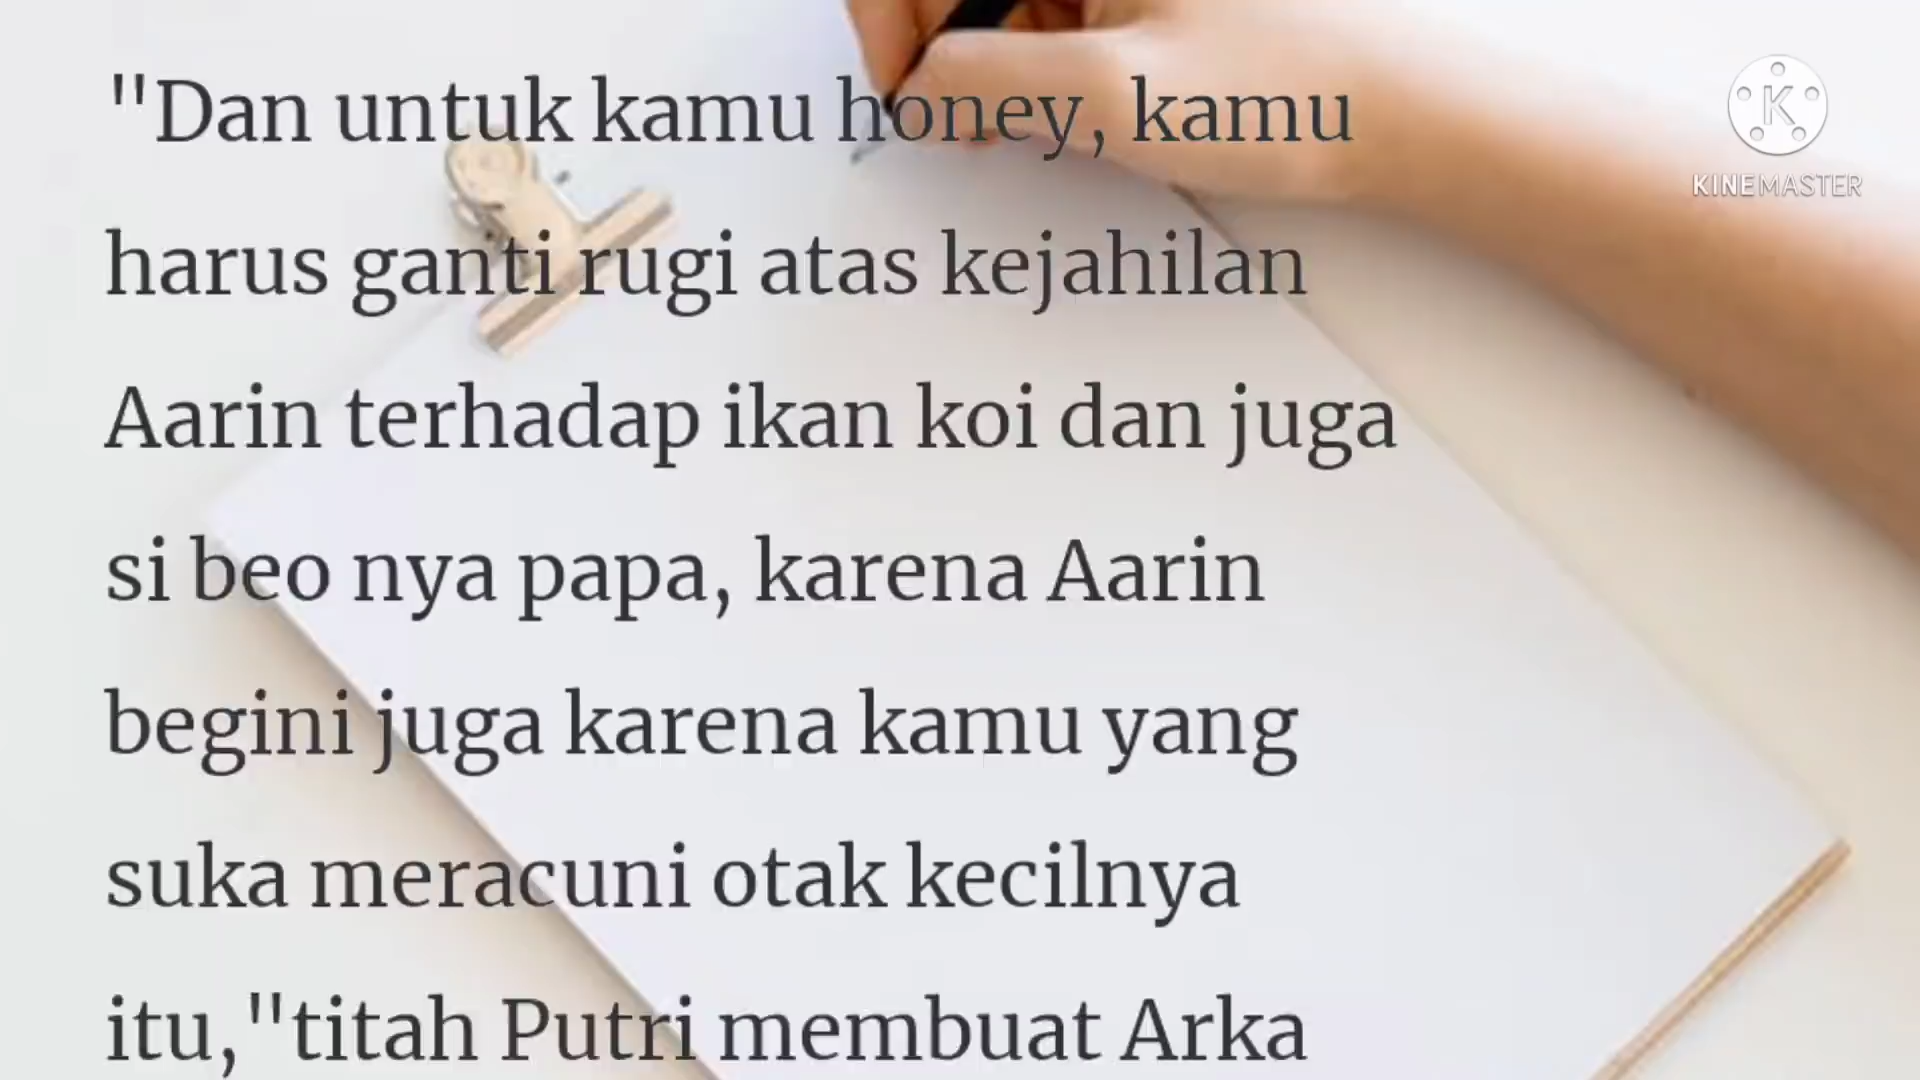 "Dan untuk kamu honey, kamu
harus ganti rugi atas kejahilan
Aarin terhadap ikan koi dan juga
si beo nya papa, karena Aarin
begini juga karena kamu yang
suka meracuni otak kecilnya
itu,"titah Putri membuat Arka
K
KINEMASTER